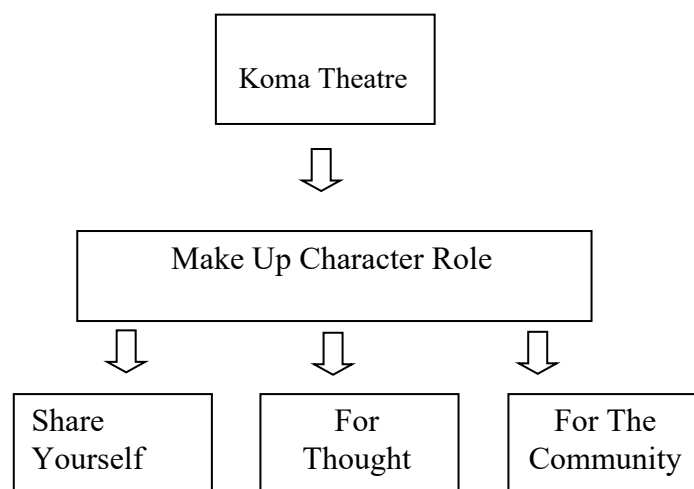 Koma Theatre
Make Up Character Role
Share
Yourself
For
Thought
For The
Community